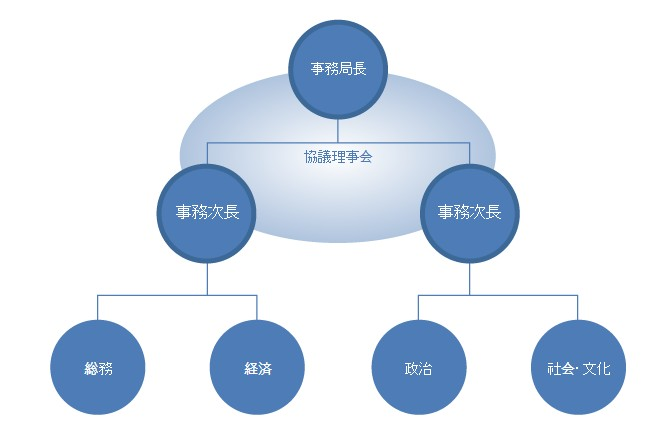 事務局長
協議理事会
事務次長
事務次長
総務
経済
政治
社会・文化